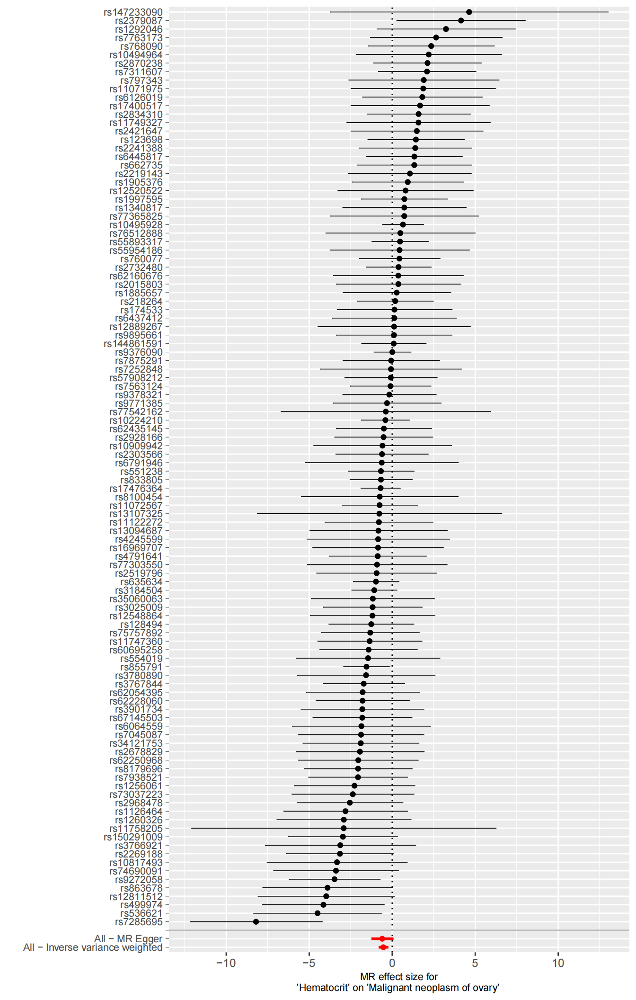 rs147233090
rs2379087
rs1292046
rs7763173
rs768090
rs10494964
rs2870238
rs7311607
rs797343
rs11071975
rs6126019
rs17400517
rs2834310
rs11749327
rs2421647
rs123698
rs2241388
rs6445817
rs662735
rs2219143
rs1905376
rs12520522
rs1997595
rs1340817
rs77365825
rs10495928
rs76512888
rs55893317
rs55954186
rs760077
rs2732480
rs62160676
rs2015803
rs1885657
rs218264
rs174533
rs6437412
rs12889267
rs9895661
rs144861591
rs9376090
rs7875291
rs7252848
rs57908212
rs7563124
rs9378321
rs9771385
rs77542162
rs10224210
rs62435145
rs2928166
rs10909942
rs2303566
rs6791946
rs551238
rs833805
rs17476364
rs8100454
rs11072567
rs13107325
rs11122272
rs13094687
rs4245599
rs16969707
rs4791641
rs77303550
rs2519796
rs635634
rs3184504
rs35060063
rs3025009
rs12548864
rs128494
rs75757892
rs11747360
rs60695258
rs554019
rs855791
rs3780890
rs3767844
rs62054395
rs62228060
rs3901734
rs67145503
rs6064559
rs7045087
rs34121753
rs2678829
rs62250968
rs8179696
rs7938521
rs1256061
rs73037223
rs2968478
rs1126464
rs1260326
rs11758205
rs150291009
rs3766921
rs2269188
rs10817493
rs74690091
rs9272058
rs863678
rs12811512
rs499974
rs536621
rs7285695
All − MR Egger
All − Inverse variance weighted
−10 −5 0 5 10
MR effect size for
'Hematocrit' on 'Malignant neoplasm of ovary'